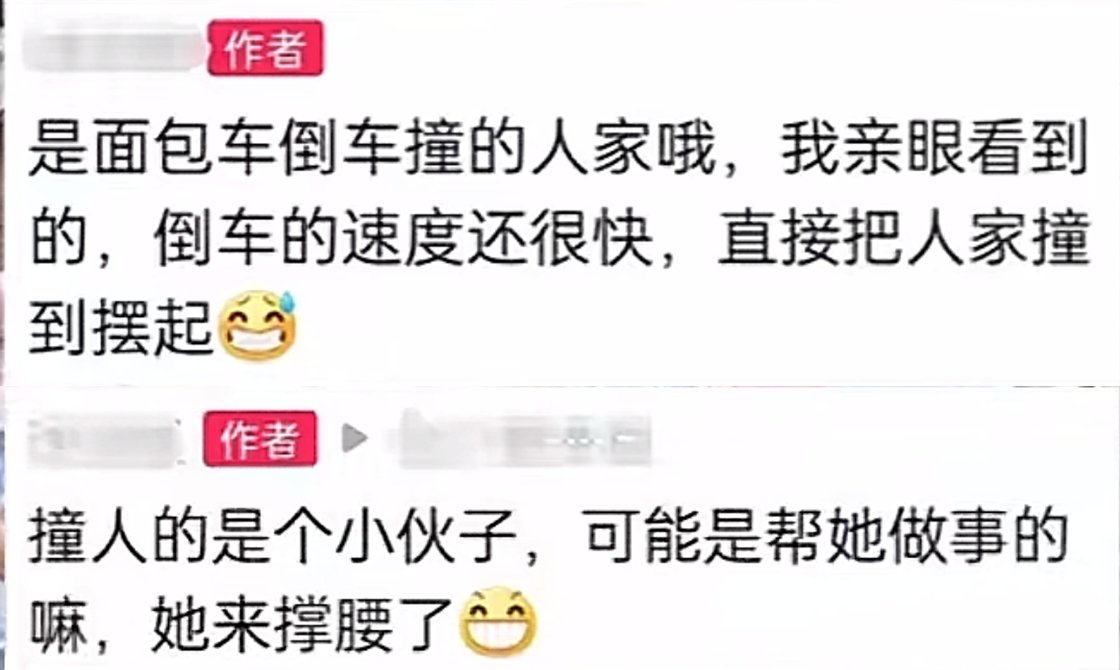 作者
是面包车倒车撞的人家哦，我亲眼看到
的，倒车的速度还很快，直接把人家撞
到摆起😅
作者
撞人的是个小伙子，可能是帮她做事的
嘛，她来撑腰了😁